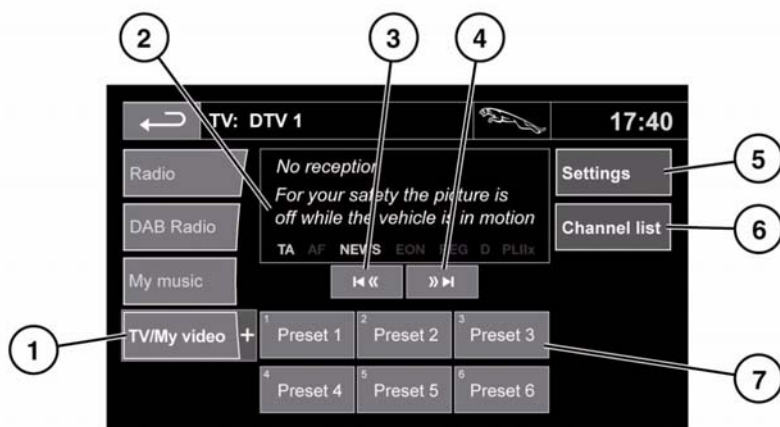 2
3
4
TV: DTV 1
17:40
Radio
No reception
For your safety the picture is
off while the vehicle is in motion
Settings
5
DAB Radio
TA AF NEWS EON REG D PLIIx
Channel list
6
My music
TV/My video +
1
1 Preset 1
2 Preset 2
3 Preset 3
4 Preset 4
5 Preset 5
6 Preset 6
7